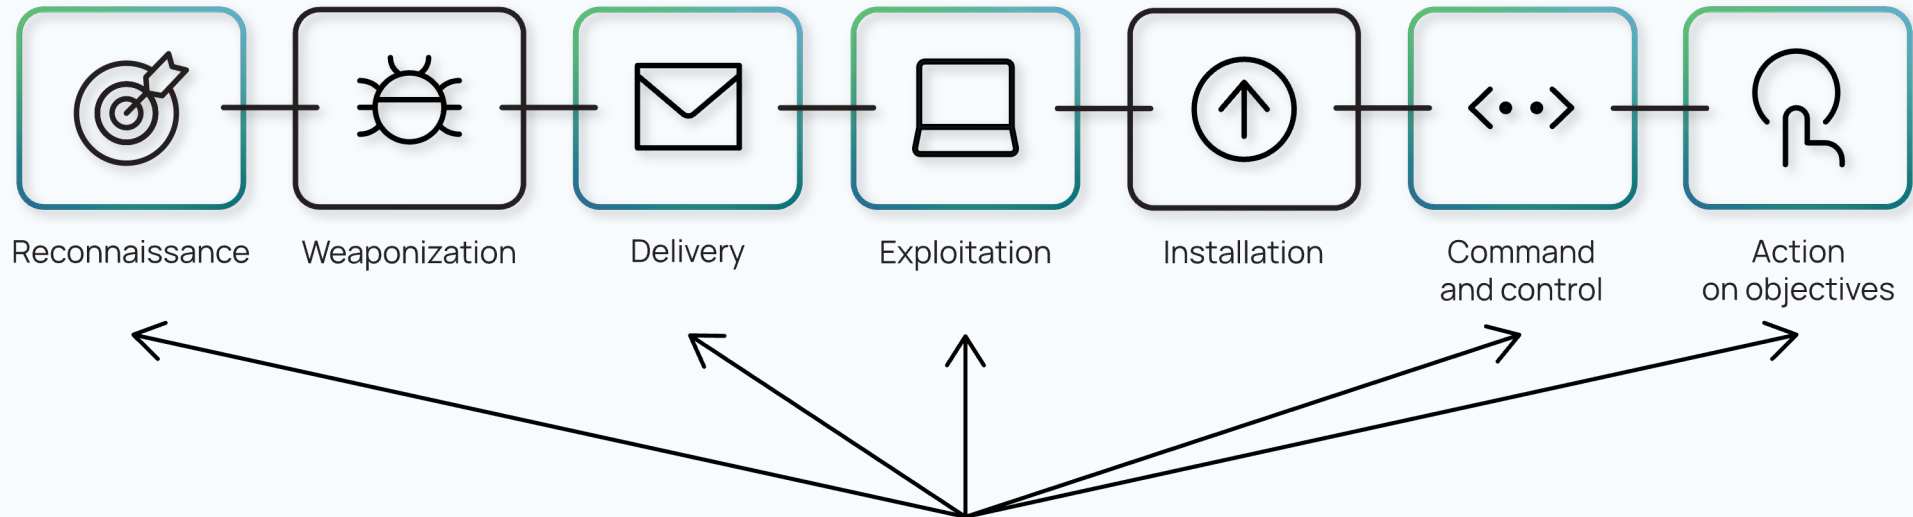 Reconnaissance
Weaponization
Delivery
Exploitation
Installation
Command
and control
Action
on objectives